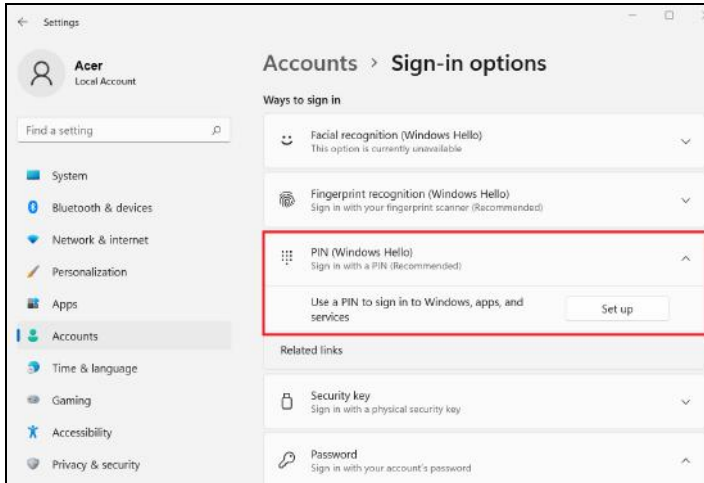 Settings
Acer
Local Account
Find a setting
System
Bluetooth & devices
Network & internet
Personalization
Apps
Accounts
Time & language
Gaming
Accessibility
Privacy & security
Accounts > Sign-in options
Ways to sign in
Facial recognition (Windows Hello)
This option is currently unavailable
Fingerprint recognition (Windows Hello)
Sign in with your fingerprint scanner (Recommended)
PIN (Windows Hello)
Sign in with a PIN (Recommended)
Use a PIN to sign in to Windows, apps, and
services
Set up
Related links
Security key
Sign in with a physical security key
Password
Sign in with your account's password